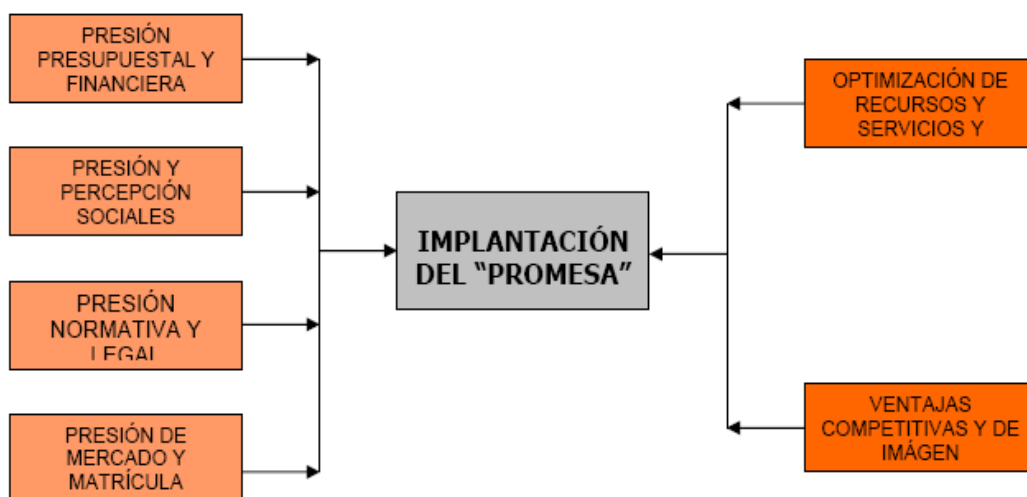 PRESIÓN
PRESUPUESTAL Y
FINANCIERA
PRESIÓN Y
PERCEPCIÓN
SOCIALES
PRESIÓN
NORMATIVA Y
LEGAL
PRESIÓN DE
MERCADO Y
MATRÍCULA
IMPLANTACIÓN
DEL “PROMESA”
OPTIMIZACIÓN DE
RECURSOS Y
SERVICIOS Y
VENTAJAS
COMPETITIVAS Y DE
IMÁGEN